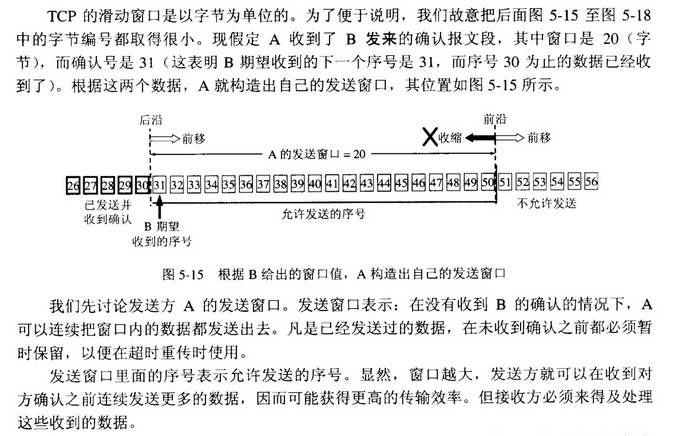 TCP 的滑动窗口是以字节为单位的。为了便于说明，我们故意把后面图 5-15 至图 5-18
中的字节编号都取得很小。现假定 A 收到了 B 发来的确认报文段，其中窗口是 20（字
节），而确认号是 31（这表明 B 期望收到的下一个序号是 31，而序号 30 为止的数据已经收
到了）。根据这两个数据，A 就构造出自己的发送窗口，其位置如图 5-15 所示。
后沿
前沿
前移
收缩
前移
A 的发送窗口 = 20
26 27 28 29 30 31 32 33 34 35 36 37 38 39 40 41 42 43 44 45 46 47 48 49 50 51 52 53 54 55 56
已发送并
收到确认
B 期望
收到的序号
允许发送的序号
不允许发送
图 5-15 根据 B 给出的窗口值，A 构造出自己的发送窗口
我们先讨论发送方 A 的发送窗口。发送窗口表示：在没有收到 B 的确认的情况下，A
可以连续把窗口内的数据都发送出去。凡是已经发送过的数据，在未收到确认之前都必须暂
时保留，以便在超时重传时使用。
发送窗口里面的序号表示允许发送的序号。显然，窗口越大，发送方就可以在收到对
方确认之前连续发送更多的数据，因而可能获得更高的传输效率。但接收方必须来得及处理
这些收到的数据。